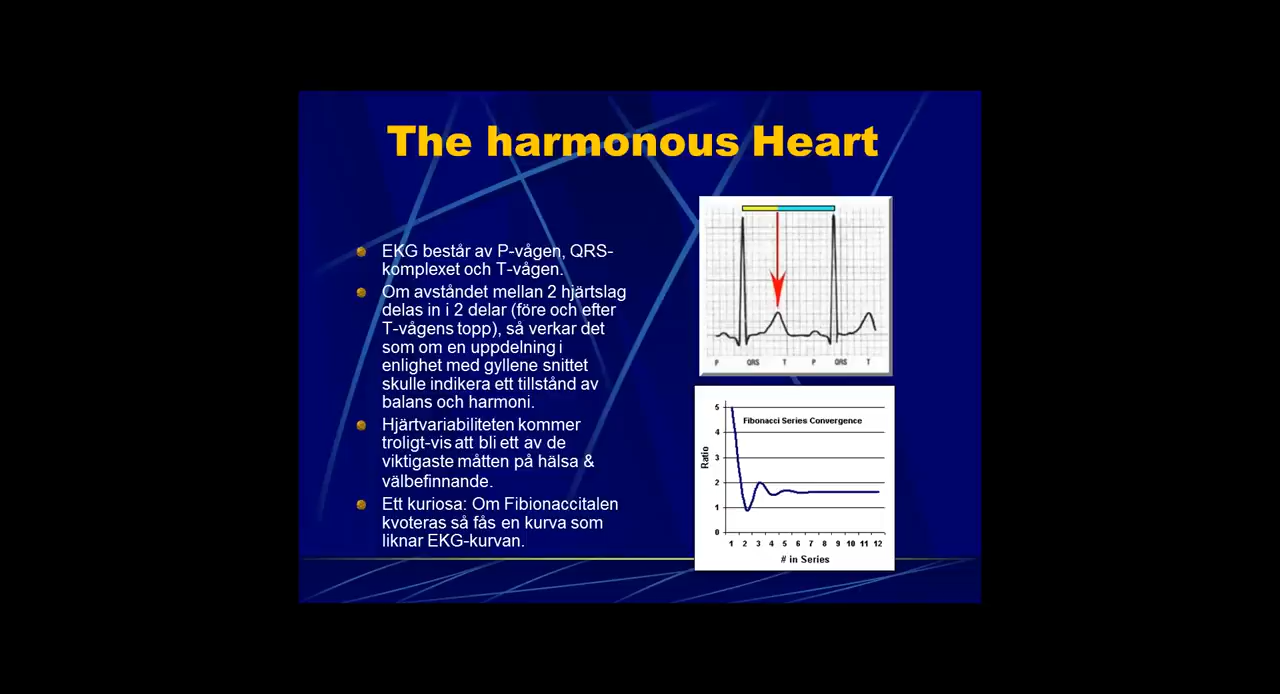 The harmonous Heart
EKG består av P-vågen, QRS-
komplexet och T-vågen.
Om avståndet mellan 2 hjärtslag
delas in i 2 delar (före och efter
T-vågens topp), så verkar det
som om en uppdelning i
enlighet med gyllene snittet
skulle indikera ett tillstånd av
balans och harmoni.
Hjärtvariabiliteten kommer
troligt-vis att bli ett av de
viktigaste måtten på hälsa &
välbefinnande.
Ett kuriosa: Om Fibionaccitalen
kvoteras så fås en kurva som
liknar EKG-kurvan.
P QRS T P QRS T
Fibonacci Series Convergence
Ratio
5
4
3
2
1
0
1 2 3 4 5 6 7 8 9 10 11 12
# in Series